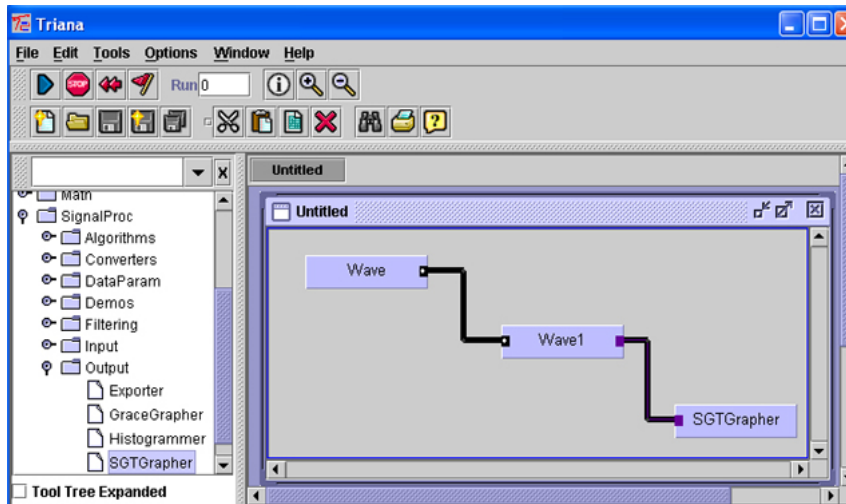 Triana
File Edit Tools Options Window Help
STOP Run 0
Untitled
Math
SignalProc
Algorithms
Converters
DataParam
Demos
Filtering
Input
Output
Exporter
GraceGrapher
Histogrammer
SGTGrapher
Tool Tree Expanded
Untitled
Wave
Wave1
SGTGrapher